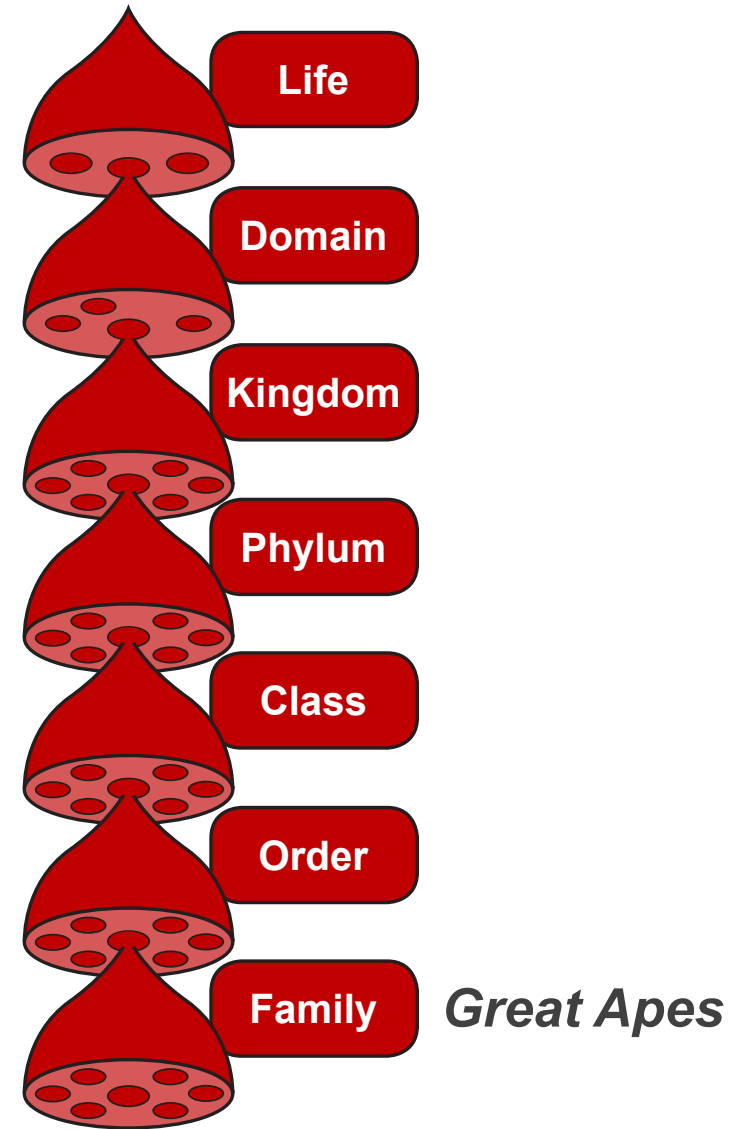 Life
Domain
Kingdom
Phylum
Class
Order
Family
Great Apes